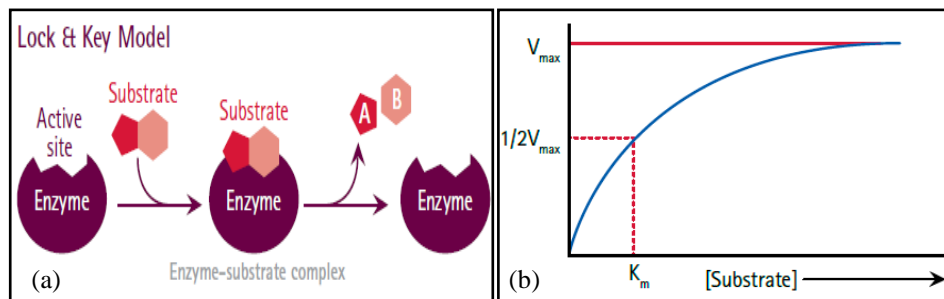 Lock & Key Model
Substrate
Active
site
Enzyme
Substrate
Enzyme
A
B
Enzyme
(a)
Enzyme-substrate complex
Vmax
1/2Vmax
Km
[Substrate]
(b)